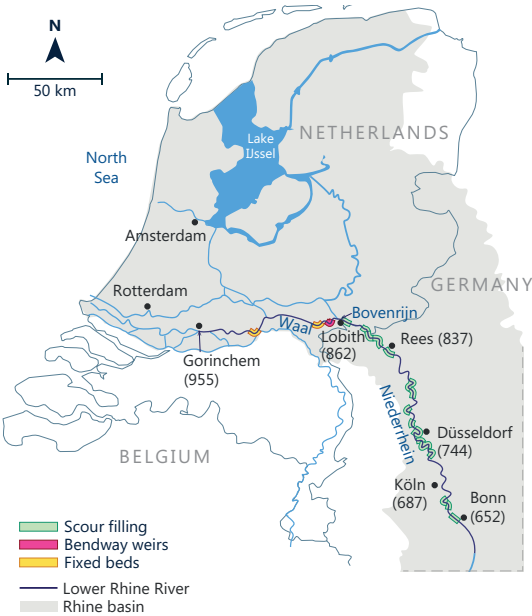 N
50 km
North
Sea
Lake
IJssel
NETHERLANDS
Amsterdam
GERMANY
Rotterdam
Bovenrijn
Waal
Lobith
(862)
Rees (837)
Gorinchem
(955)
Niederrhein
Düsseldorf
(744)
BELGIUM
Köln
(687)
Bonn
(652)
Scour filling
Bendway weirs
Fixed beds
Lower Rhine River
Rhine basin